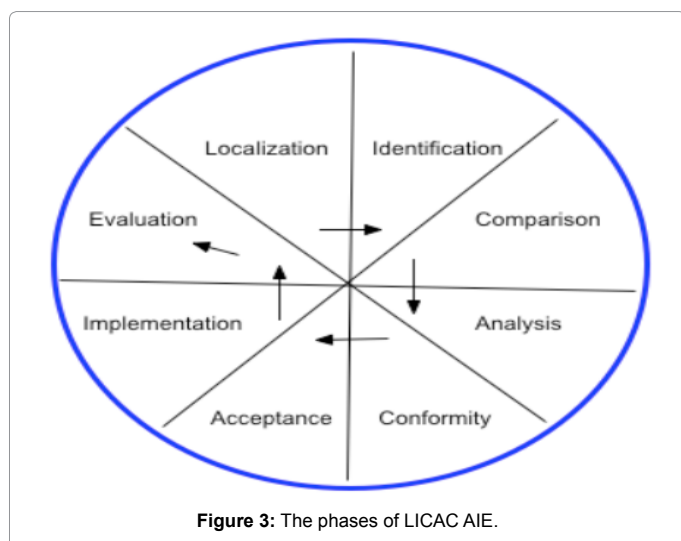 Localization
Identification
Evaluation
Comparison
Implementation
Analysis
Acceptance
Conformity
Figure 3: The phases of LICAC AIE.